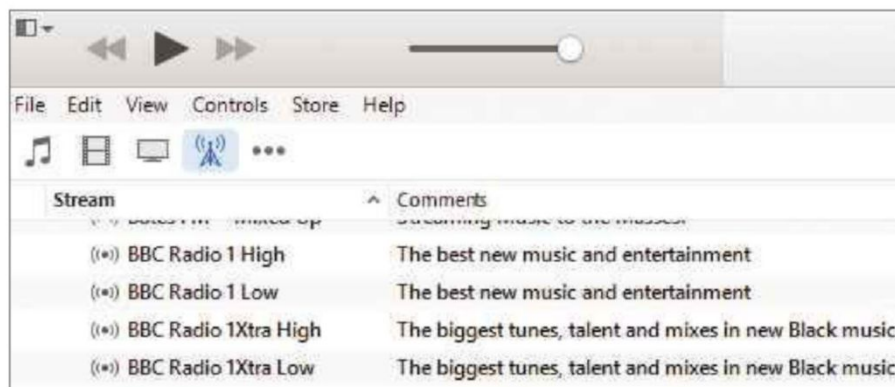 File Edit View Controls Store Help
Stream Comments
BBC Radio 1 High The best new music and entertainment
BBC Radio 1 Low The best new music and entertainment
BBC Radio 1Xtra High The biggest tunes, talent and mixes in new Black music
BBC Radio 1Xtra Low The biggest tunes, talent and mixes in new Black music